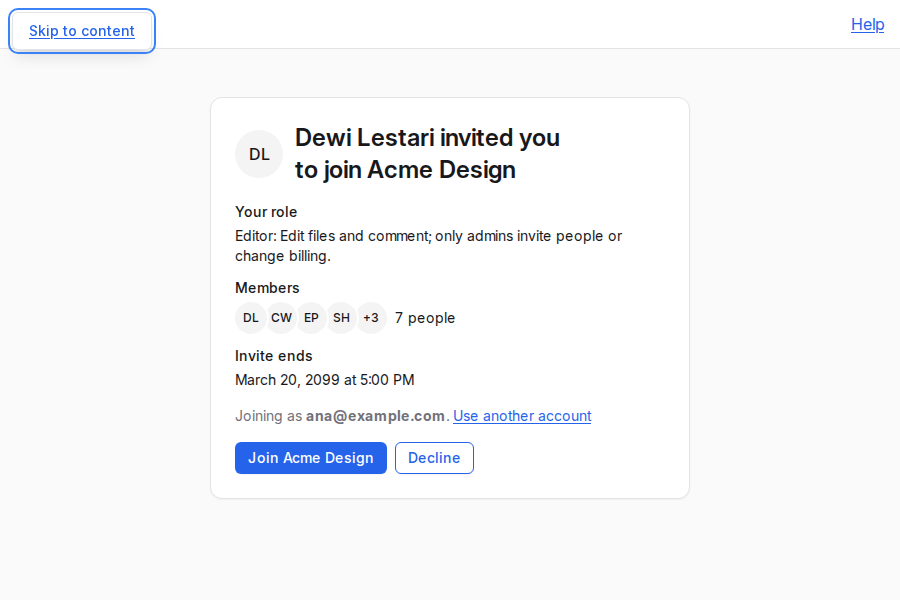 Skip to content
Help
DL
Dewi Lestari invited you
to join Acme Design
Your role
Editor: Edit files and comment; only admins invite people or
change billing.
Members
DL CW EP SH +3 7 people
Invite ends
March 20, 2099 at 5:00 PM
Joining as ana@example.com. Use another account
Join Acme Design Decline